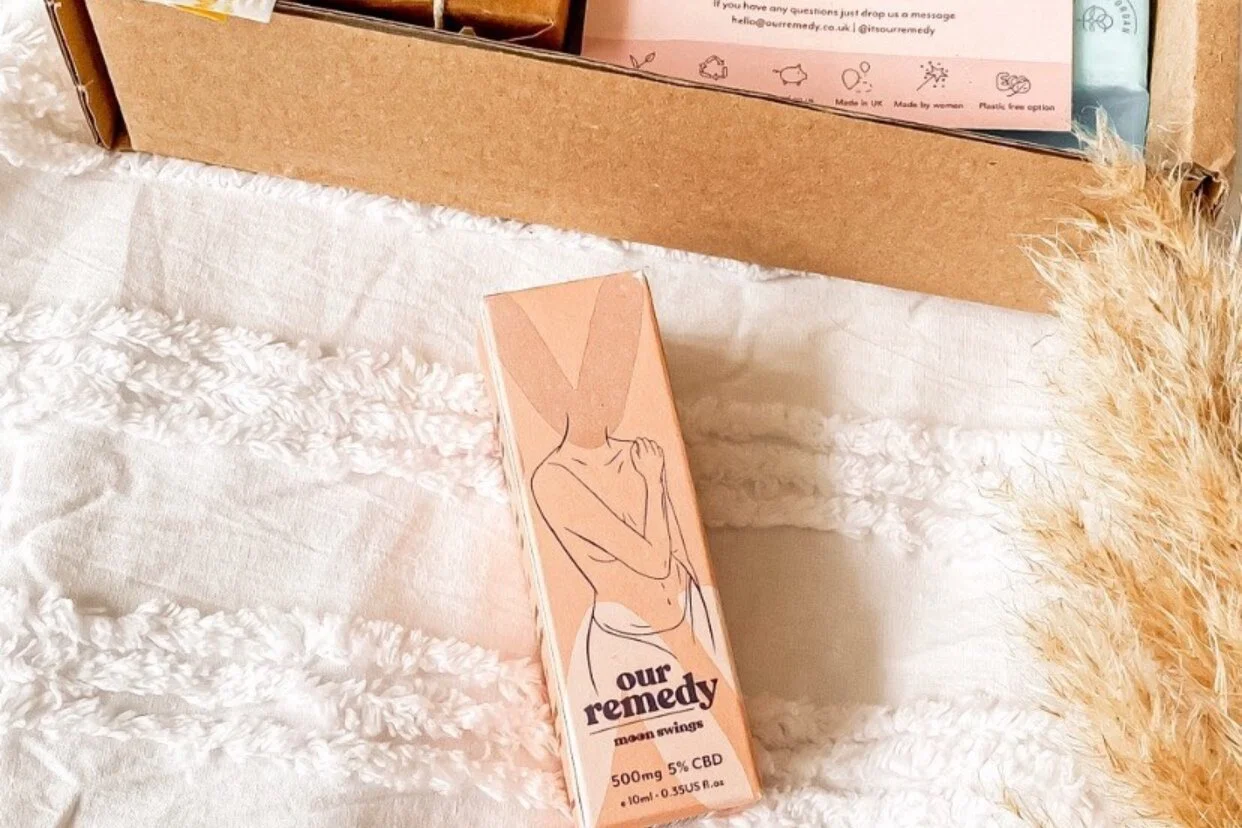 If you have any questions just drop us a message
hello@ourremedy.co.uk | @itsourremedy
Made in UK
Made by women
Plastic free option
our
remedy
moon swings
500mg 5% CBD
e 10ml - 0.35US fl.oz